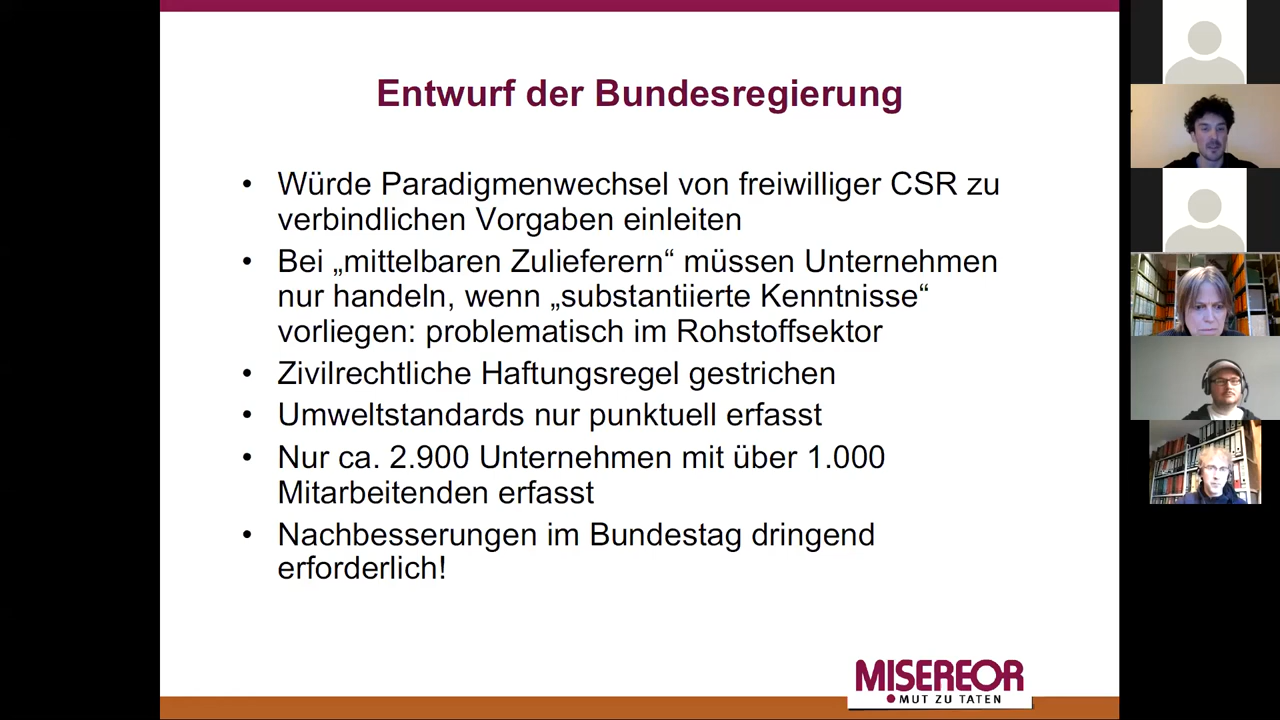 Entwurf der Bundesregierung
• Würde Paradigmenwechsel von freiwilliger CSR zu
verbindlichen Vorgaben einleiten
• Bei „mittelbaren Zulieferern“ müssen Unternehmen
nur handeln, wenn „substantiierte Kenntnisse“
vorliegen: problematisch im Rohstoffsektor
• Zivilrechtliche Haftungsregel gestrichen
• Umweltstandards nur punktuell erfasst
• Nur ca. 2.900 Unternehmen mit über 1.000
Mitarbeitenden erfasst
• Nachbesserungen im Bundestag dringend
erforderlich!
MISEREOR
• MUT ZU TATEN